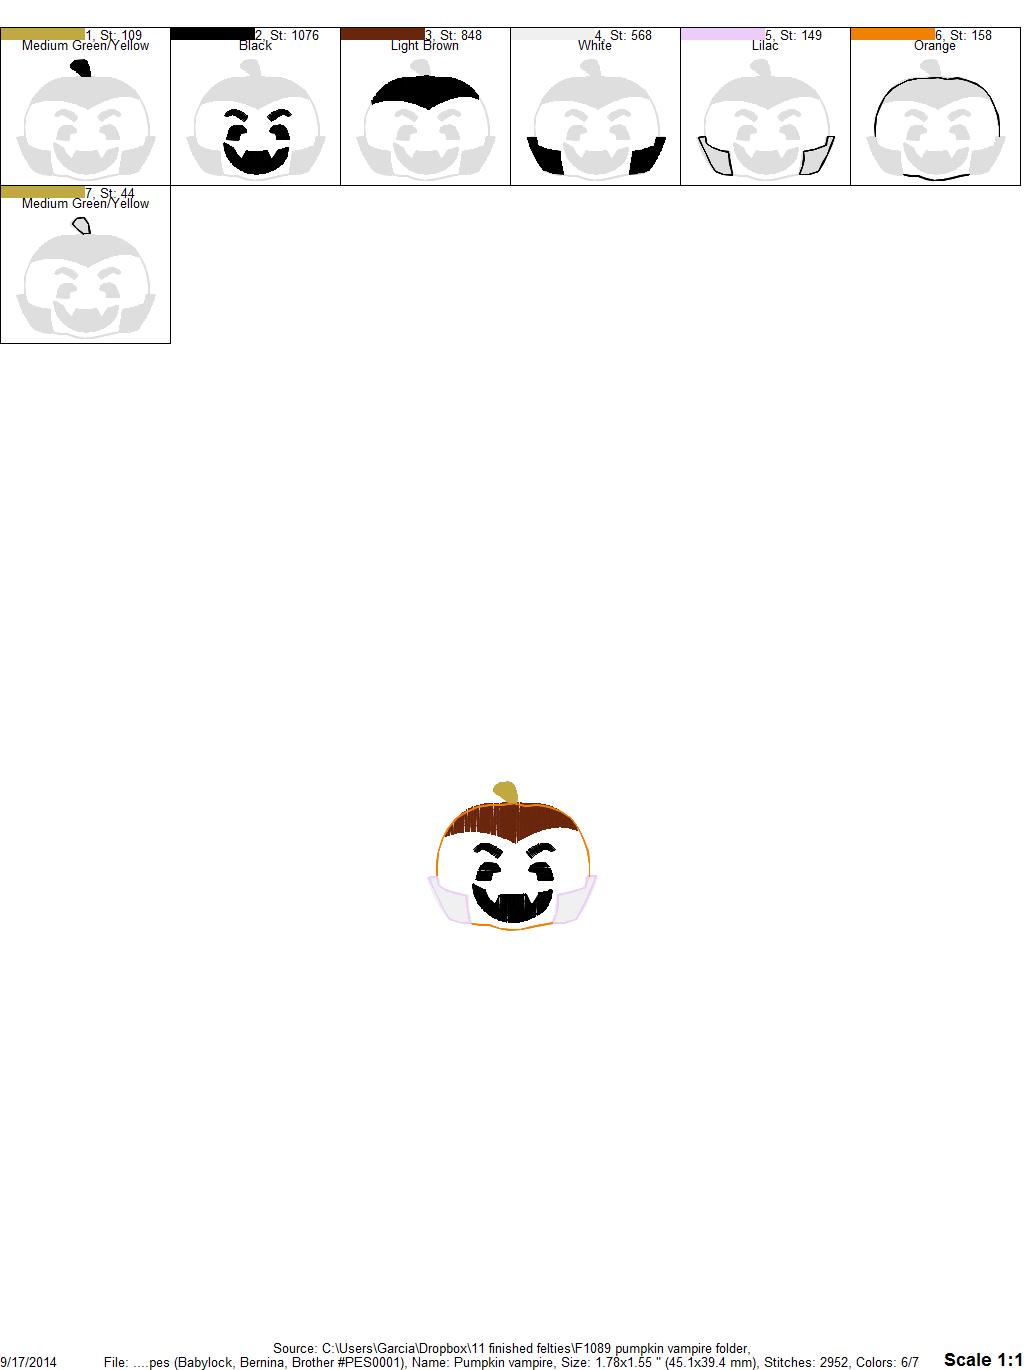 1, St: 109
Medium Green/Yellow
2, St: 1076
Black
3, St: 848
Light Brown
4, St: 568
White
5, St: 149
Lilac
6, St: 158
Orange
7, St: 44
Medium Green/Yellow
Source: C:\Users\Garcia\Dropbox\11 finished felties\F1089 pumpkin vampire folder,
9/17/2014 File: ....pes (Babylock, Bernina, Brother #PES0001), Name: Pumpkin vampire, Size: 1.78x1.55 " (45.1x39.4 mm), Stitches: 2952, Colors: 6/7 Scale 1:1